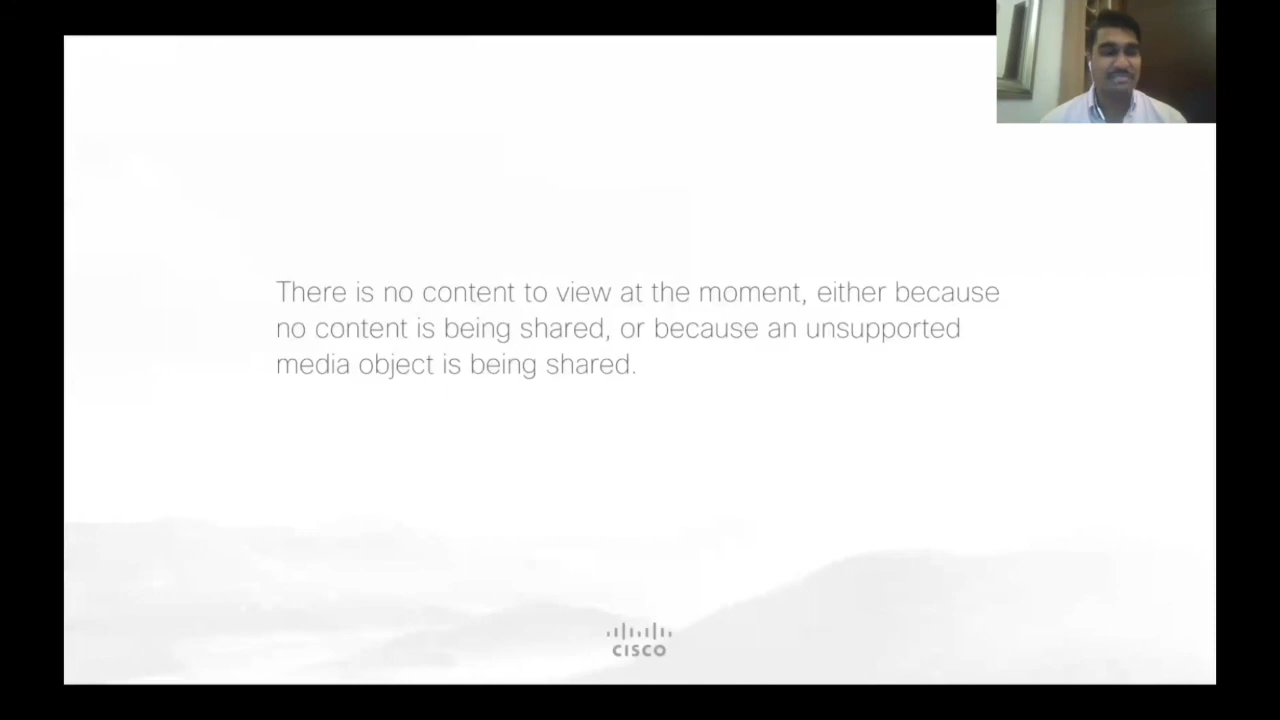 There is no content to view at the moment, either because
no content is being shared, or because an unsupported
media object is being shared.
CISCO